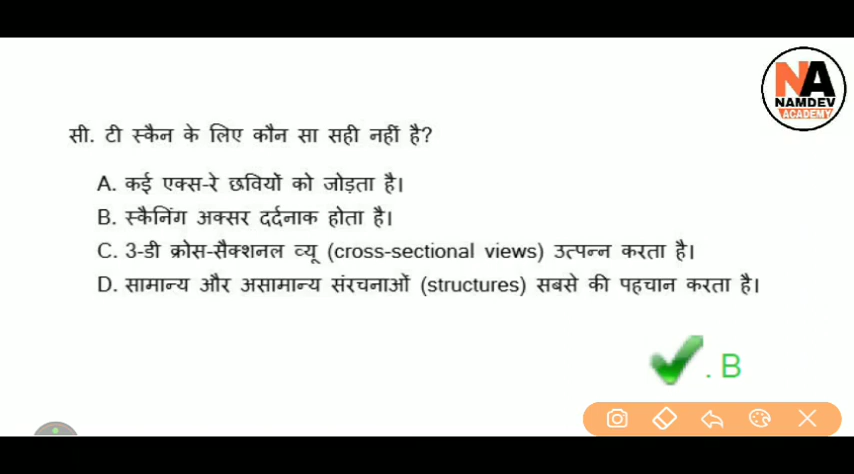 NA
NAMDEV
ACADEMY
सी. टी स्कैन के लिए कौन सा सही नहीं है?
A. कई एक्स-रे छवियों को जोड़ता है।
B. स्कैनिंग अक्सर दर्दनाक होता है।
C. 3-डी क्रोस-सैक्शनल व्यू (cross-sectional views) उत्पन्न करता है।
D. सामान्य और असामान्य संरचनाओं (structures) सबसे की पहचान करता है।
. B